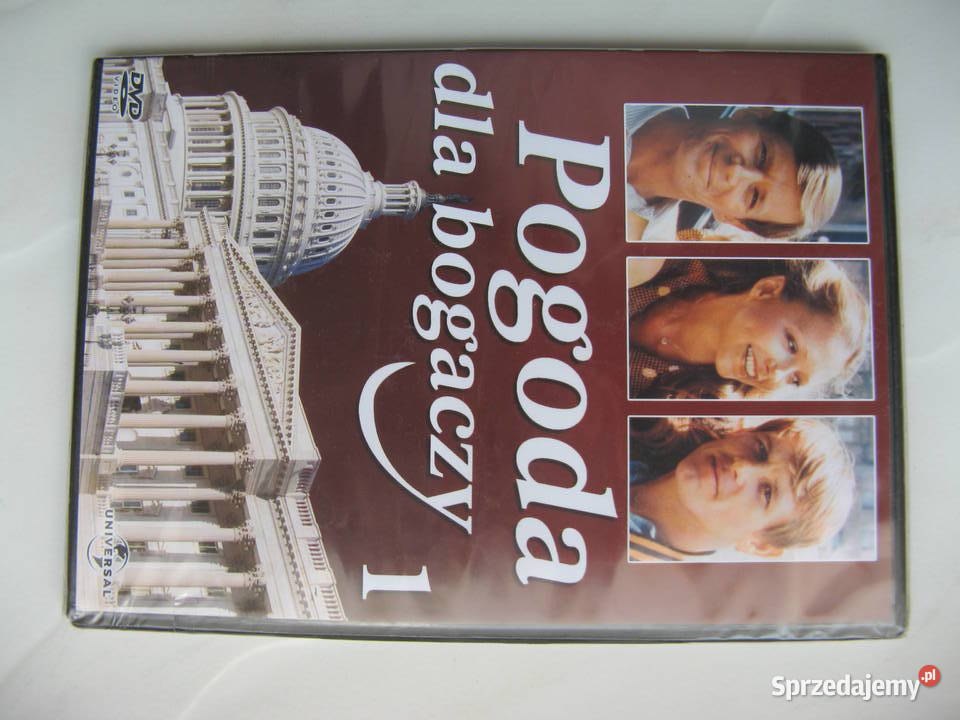 Pogoda
dla bogaczy
1
DVD
VIDEO
UNIVERSAL
Sprzedajemy.pl